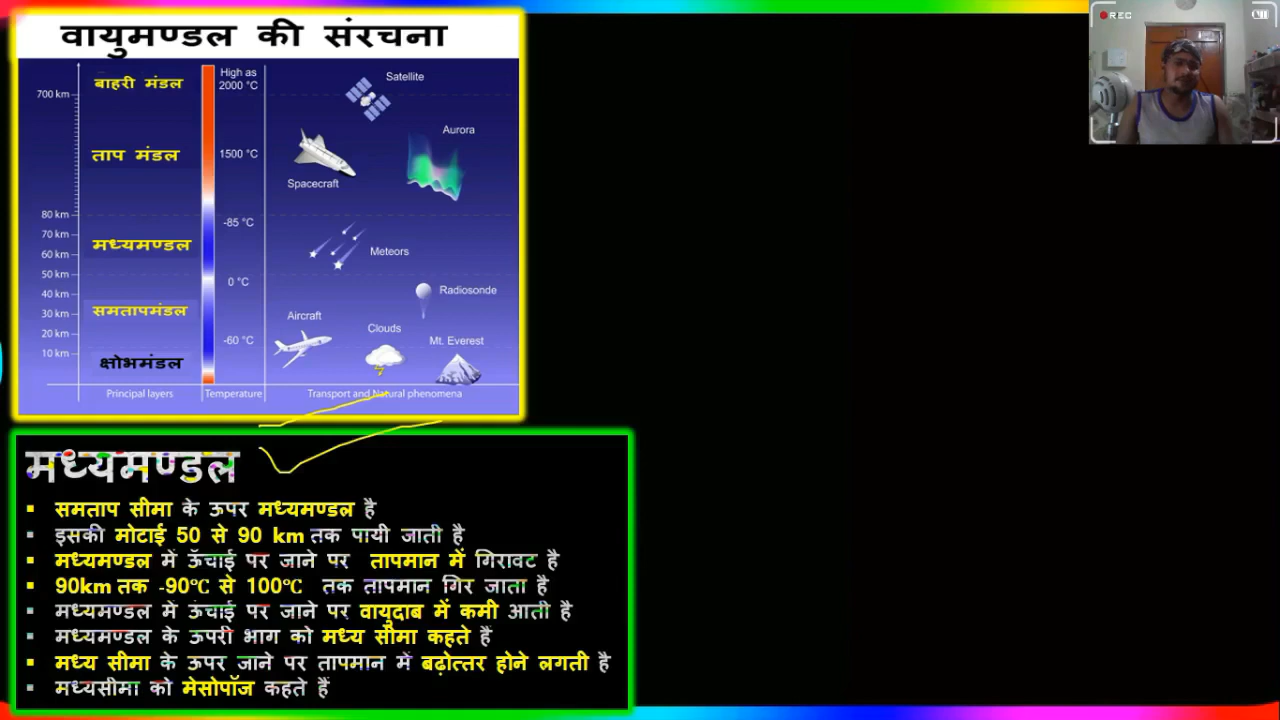 वायुमण्डल की संरचना
REC
बाहरी मंडल
High as
2000 °C
Satellite
700 km
Aurora
ताप मंडल
1500 °C
Spacecraft
80 km
-85 °C
70 km
मध्यमण्डल
60 km
Meteors
50 km
0 °C
40 km
Radiosonde
30 km
समतापमंडल
Aircraft
20 km
Clouds
-60 °C
Mt. Everest
10 km
क्षोभमंडल
Principal layers
Temperature
Transport and Natural phenomena
मध्यमण्डल
समताप सीमा के ऊपर मध्यमण्डल है
इसकी मोटाई 50 से 90 km तक पायी जाती है
मध्यमण्डल में ऊँचाई पर जाने पर तापमान में गिरावट है
90km तक -90℃ से 100℃ तक तापमान गिर जाता है
मध्यमण्डल में ऊंचाई पर जाने पर वायुदाब में कमी आती है
मध्यमण्डल के ऊपरी भाग को मध्य सीमा कहते हैं
मध्य सीमा के ऊपर जाने पर तापमान में बढ़ोत्तर होने लगती है
मध्यसीमा को मेसोपॉज कहते हैं